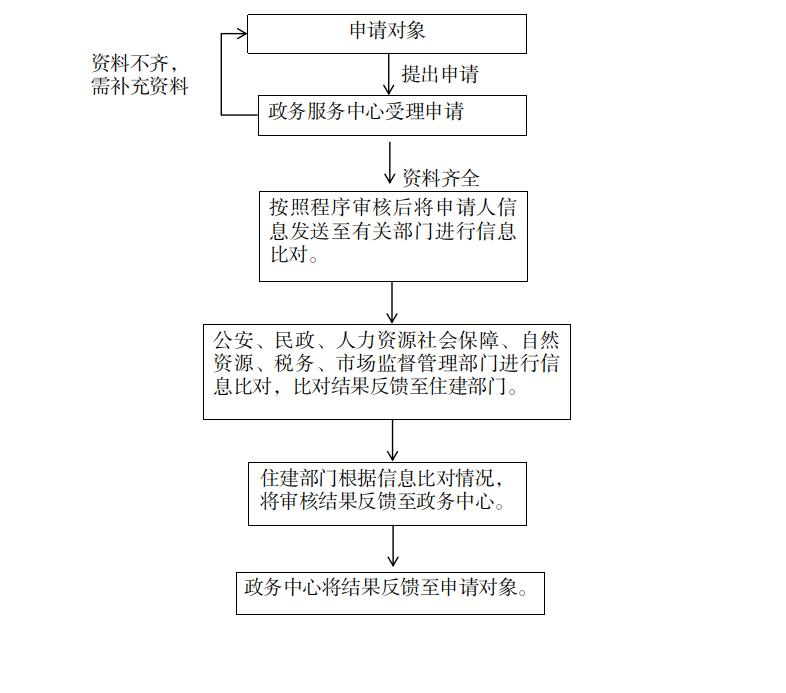 申请对象
资料不齐，
需补充资料
提出申请
政务服务中心受理申请
资料齐全
按照程序审核后将申请人信
息发送至有关部门进行信息
比对。
公安、民政、人力资源社会保障、自然
资源、税务、市场监督管理部门进行信
息比对，比对结果反馈至住建部门。
住建部门根据信息比对情况，
将审核结果反馈至政务中心。
政务中心将结果反馈至申请对象。